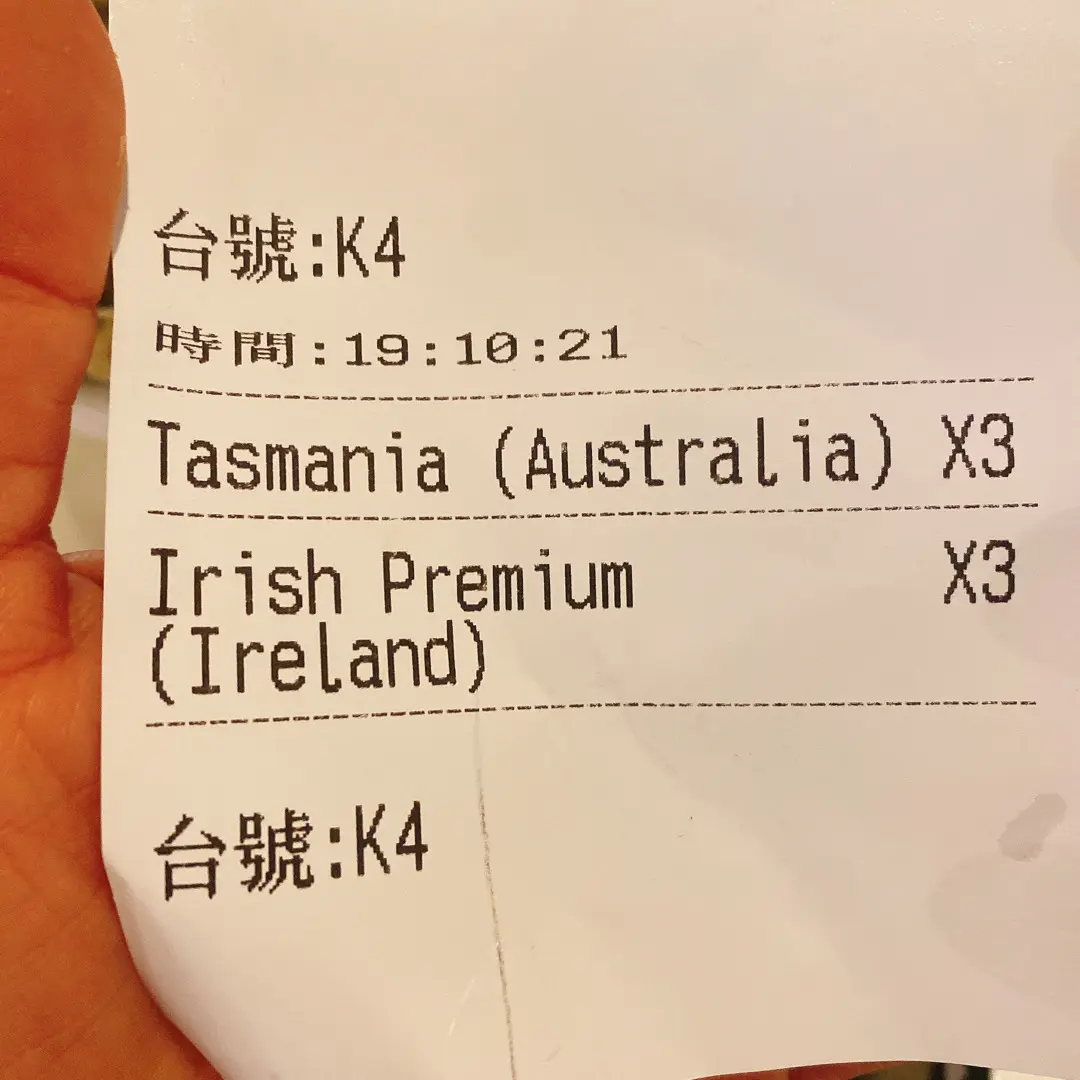 台號:K4
時間:19:10:21
Tasmania (Australia) X3
Irish Premium X3
(Ireland)
台號:K4